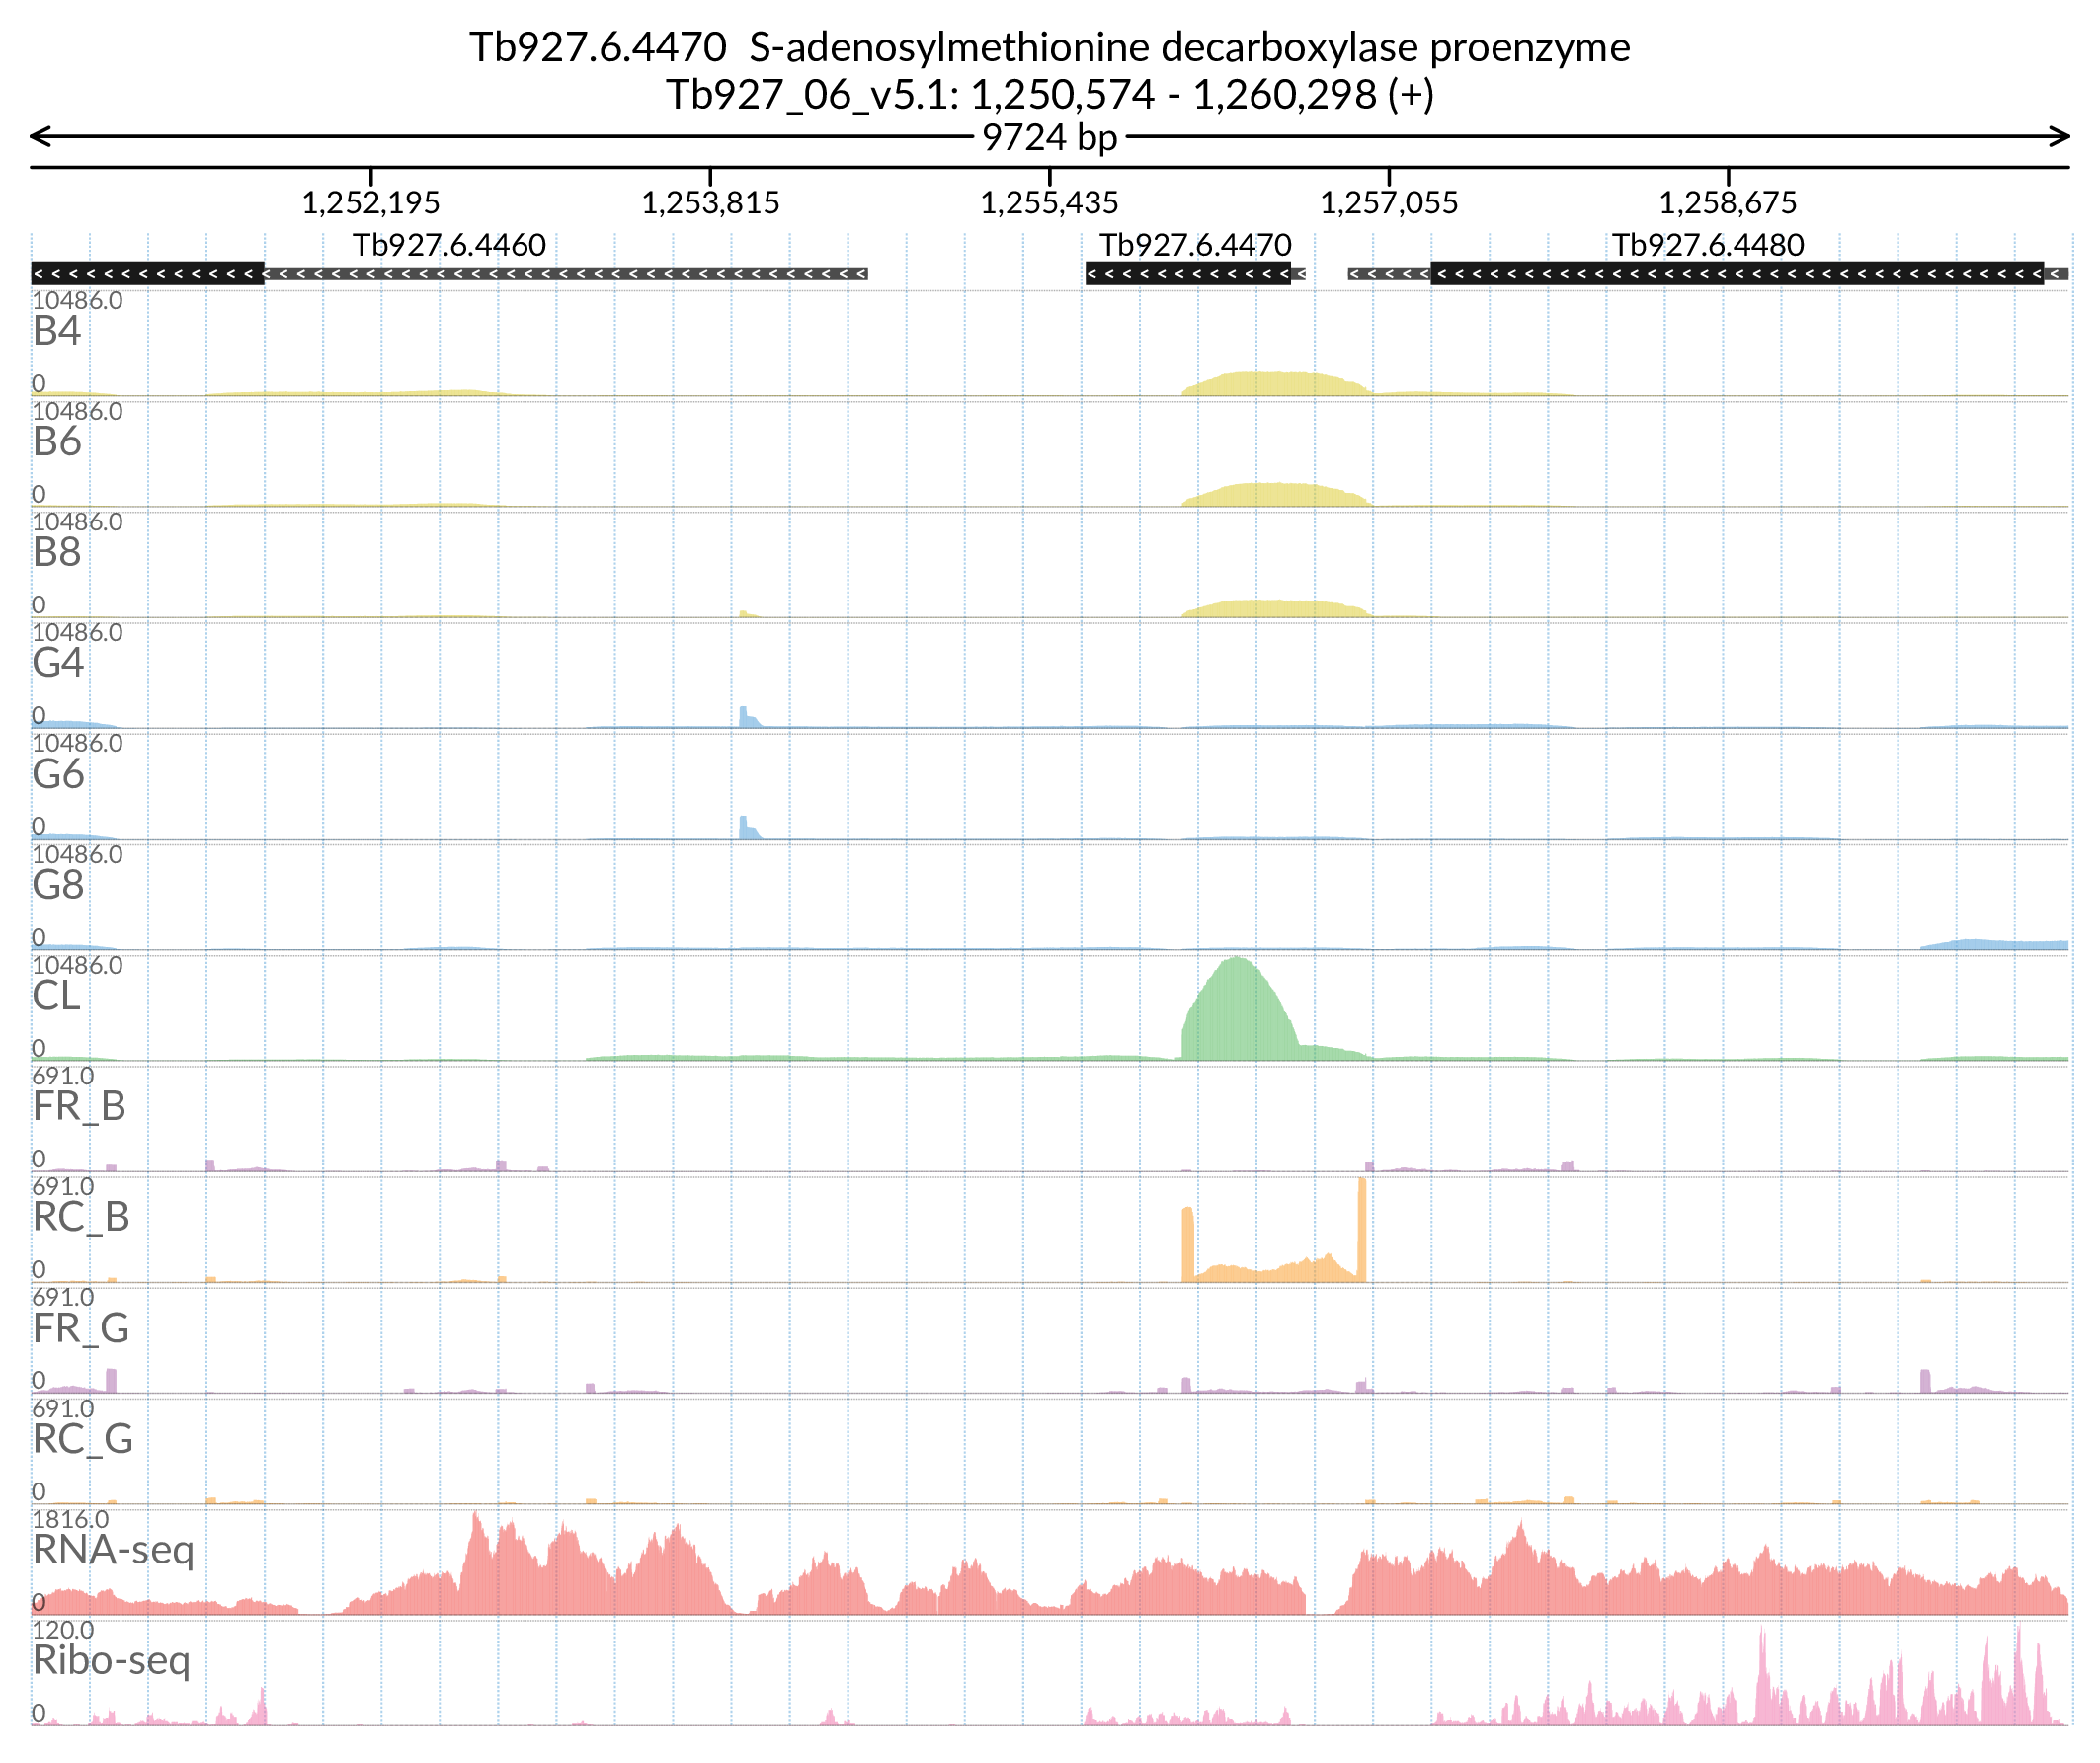 Tb927.6.4470 S-adenosylmethionine decarboxylase proenzyme
Tb927_06_v5.1: 1,250,574 - 1,260,298 (+)
9724 bp
1,252,195 1,253,815 1,255,435 1,257,055 1,258,675
Tb927.6.4460 Tb927.6.4470 Tb927.6.4480
10486.0
B4
0
10486.0
B6
0
10486.0
B8
0
10486.0
G4
0
10486.0
G6
0
10486.0
G8
0
10486.0
CL
0
691.0
FR_B
0
691.0
RC_B
0
691.0
FR_G
0
691.0
RC_G
0
1816.0
RNA-seq
0
120.0
Ribo-seq
0